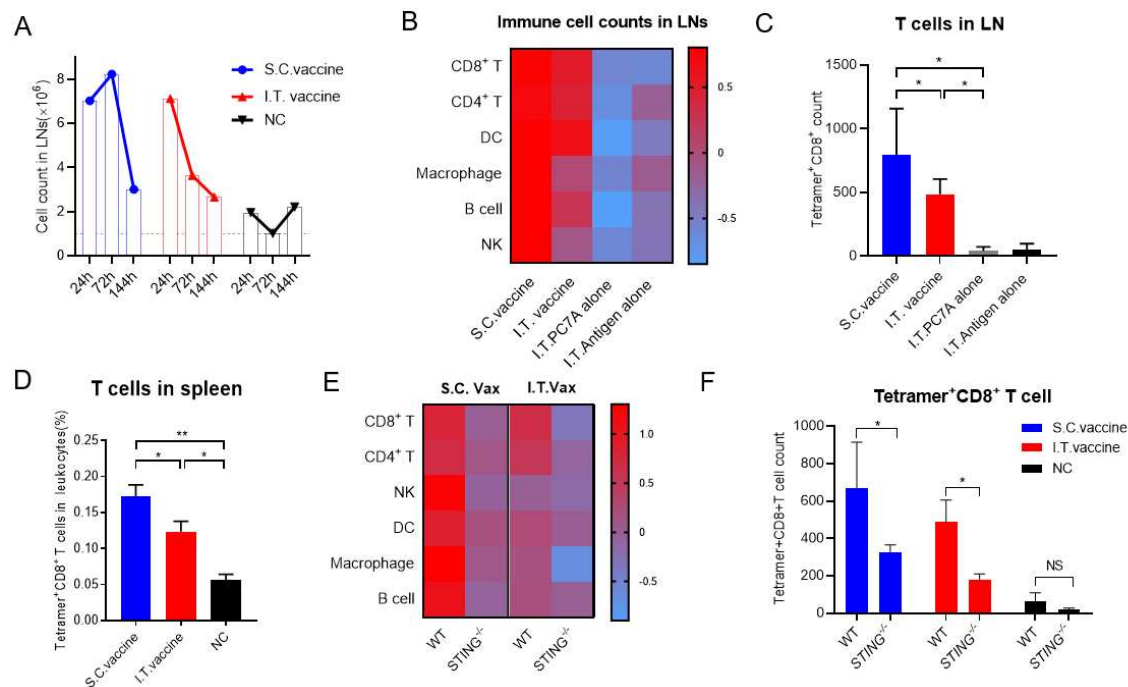 A
S.C.vaccine
I.T. vaccine
NC
Cell count in LNs(×10⁶)
8
6
4
2
0
24h
72h
144h
24h
72h
144h
24h
72h
144h
B
Immune cell counts in LNs
CD8⁺ T
CD4⁺ T
DC
Macrophage
B cell
NK
0.5
0
-0.5
S.C.vaccine
I.T. vaccine
I.T.PC7A alone
I.T.Antigen alone
C
T cells in LN
Tetramer⁺CD8⁺ count
1500
1000
500
0
*
* *
S.C.vaccine
I.T. vaccine
I.T.PC7A alone
I.T.Antigen alone
D
T cells in spleen
Tetramer⁺CD8⁺ T cells in leukocytes(%)
0.25
0.20
0.15
0.10
0.05
0.00
**
* *
S.C.vaccine
I.T.vaccine
NC
E
S.C. Vax I.T.Vax
CD8⁺ T
CD4⁺ T
NK
DC
Macrophage
B cell
1.0
0.5
0
-0.5
WT
STING⁻/⁻
WT
STING⁻/⁻
F
Tetramer⁺CD8⁺ T cell
S.C.vaccine
I.T.vaccine
NC
Tetramer+CD8+T cell count
1000
800
600
400
200
0
*
*
NS
WT
STING⁻/⁻
WT
STING⁻/⁻
WT
STING⁻/⁻